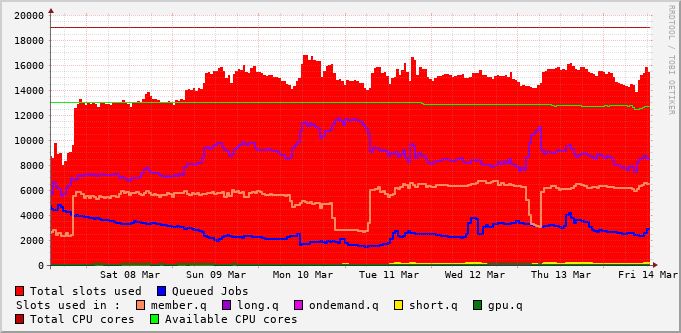 20000
18000
16000
14000
12000
10000
8000
6000
4000
2000
0
Sat 08 Mar Sun 09 Mar Mon 10 Mar Tue 11 Mar Wed 12 Mar Thu 13 Mar Fri 14 Mar
Total slots used Queued Jobs
Slots used in : member.q long.q ondemand.q short.q gpu.q
Total CPU cores Available CPU cores
RRDTOOL / TOBI OETIKER